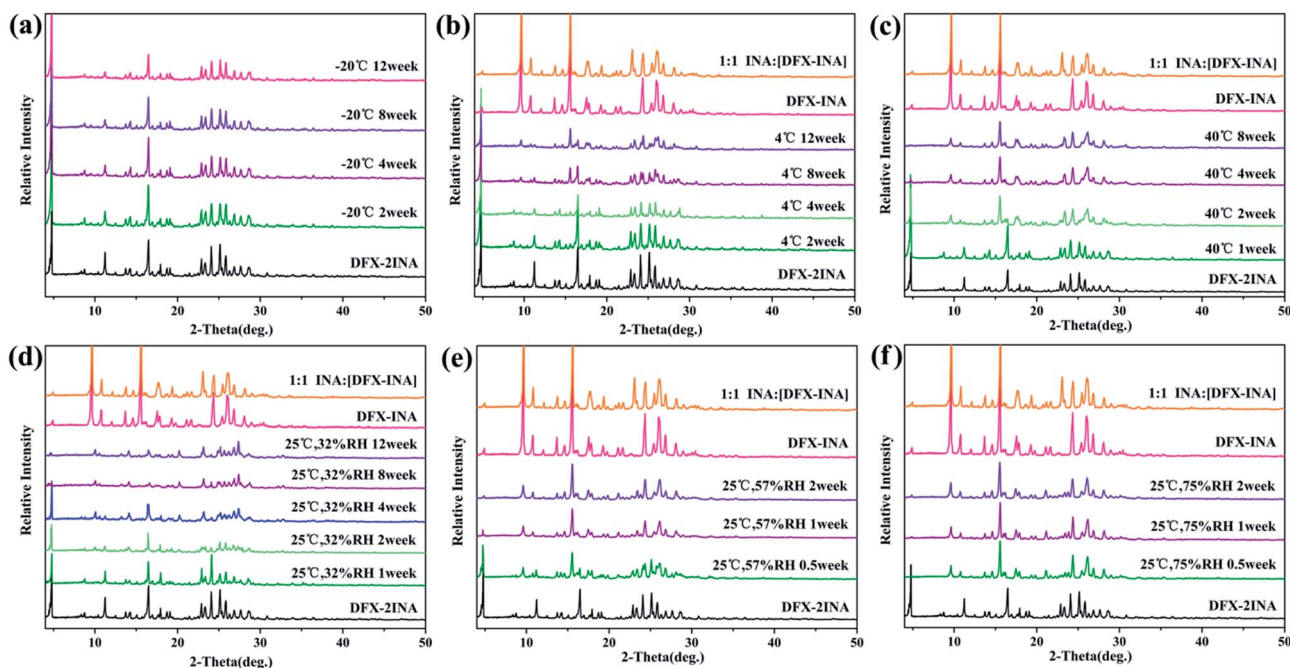 (a)
Relative Intensity
-20℃ 12week
-20℃ 8week
-20℃ 4week
-20℃ 2week
DFX-2INA
10 20 30 40 50
2-Theta(deg.)
(b)
Relative Intensity
1:1 INA:[DFX-INA]
DFX-INA
4℃ 12week
4℃ 8week
4℃ 4week
4℃ 2week
DFX-2INA
10 20 30 40 50
2-Theta(deg.)
(c)
Relative Intensity
1:1 INA:[DFX-INA]
DFX-INA
40℃ 8week
40℃ 4week
40℃ 2week
40℃ 1week
DFX-2INA
10 20 30 40 50
2-Theta(deg.)
(d)
Relative Intensity
1:1 INA:[DFX-INA]
DFX-INA
25℃,32%RH 12week
25℃,32%RH 8week
25℃,32%RH 4week
25℃,32%RH 2week
25℃,32%RH 1week
DFX-2INA
10 20 30 40 50
2-Theta(deg.)
(e)
Relative Intensity
1:1 INA:[DFX-INA]
DFX-INA
25℃,57%RH 2week
25℃,57%RH 1week
25℃,57%RH 0.5week
DFX-2INA
10 20 30 40 50
2-Theta(deg.)
(f)
Relative Intensity
1:1 INA:[DFX-INA]
DFX-INA
25℃,75%RH 2week
25℃,75%RH 1week
25℃,75%RH 0.5week
DFX-2INA
10 20 30 40 50
2-Theta(deg.)